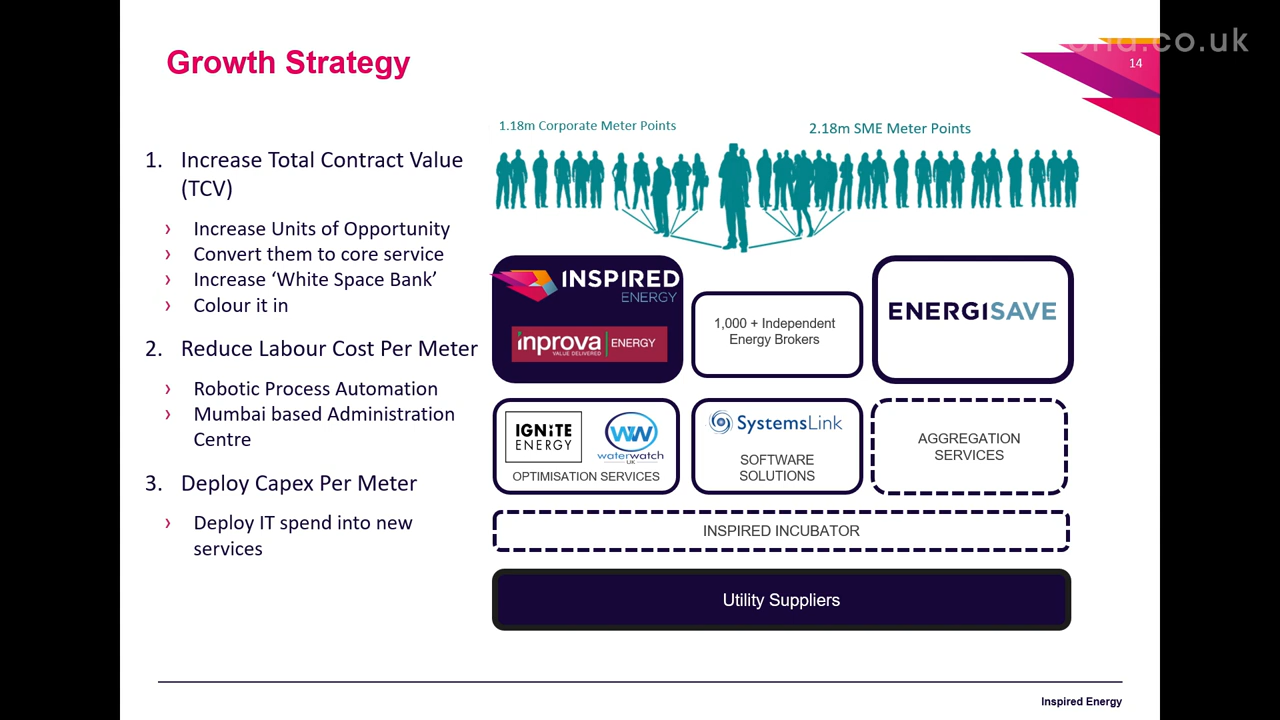 Growth Strategy
.co.uk
14
1.18m Corporate Meter Points
2.18m SME Meter Points
1. Increase Total Contract Value
(TCV)
› Increase Units of Opportunity
› Convert them to core service
› Increase ‘White Space Bank’
› Colour it in
2. Reduce Labour Cost Per Meter
› Robotic Process Automation
› Mumbai based Administration
Centre
3. Deploy Capex Per Meter
› Deploy IT spend into new
services
INSPIRED
ENERGY
inprova ENERGY
VALUE DELIVERED
1,000 + Independent
Energy Brokers
ENERGISAVE
IGNITE
ENERGY
waterwatch
UK
OPTIMISATION SERVICES
SystemsLink
SOFTWARE
SOLUTIONS
AGGREGATION
SERVICES
INSPIRED INCUBATOR
Utility Suppliers
Inspired Energy